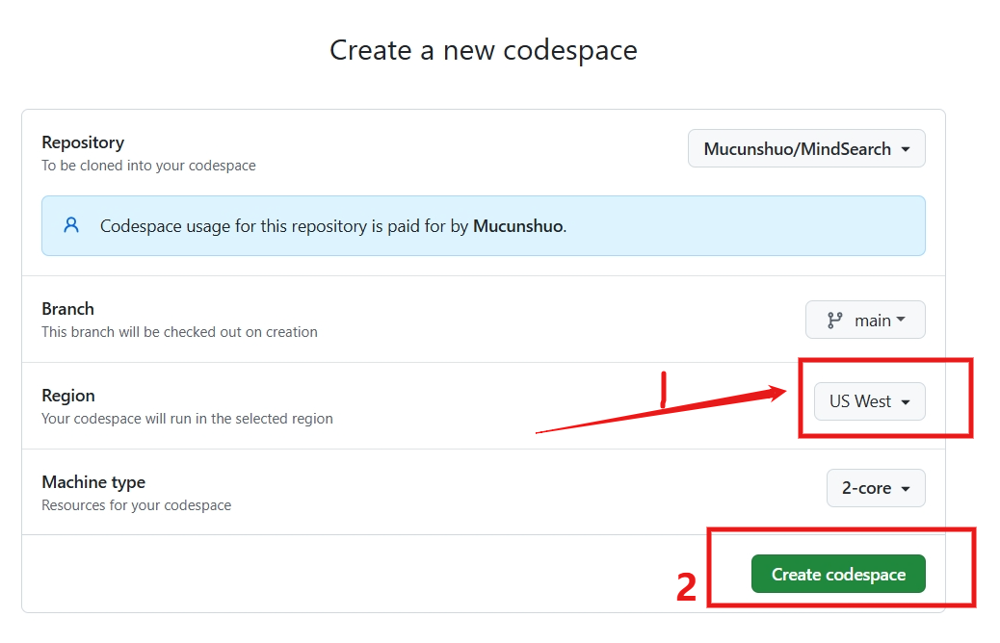 Create a new codespace
Repository
To be cloned into your codespace
Mucunshuo/MindSearch
Codespace usage for this repository is paid for by Mucunshuo.
Branch
This branch will be checked out on creation
main
Region
Your codespace will run in the selected region
1
US West
Machine type
Resources for your codespace
2-core
2
Create codespace